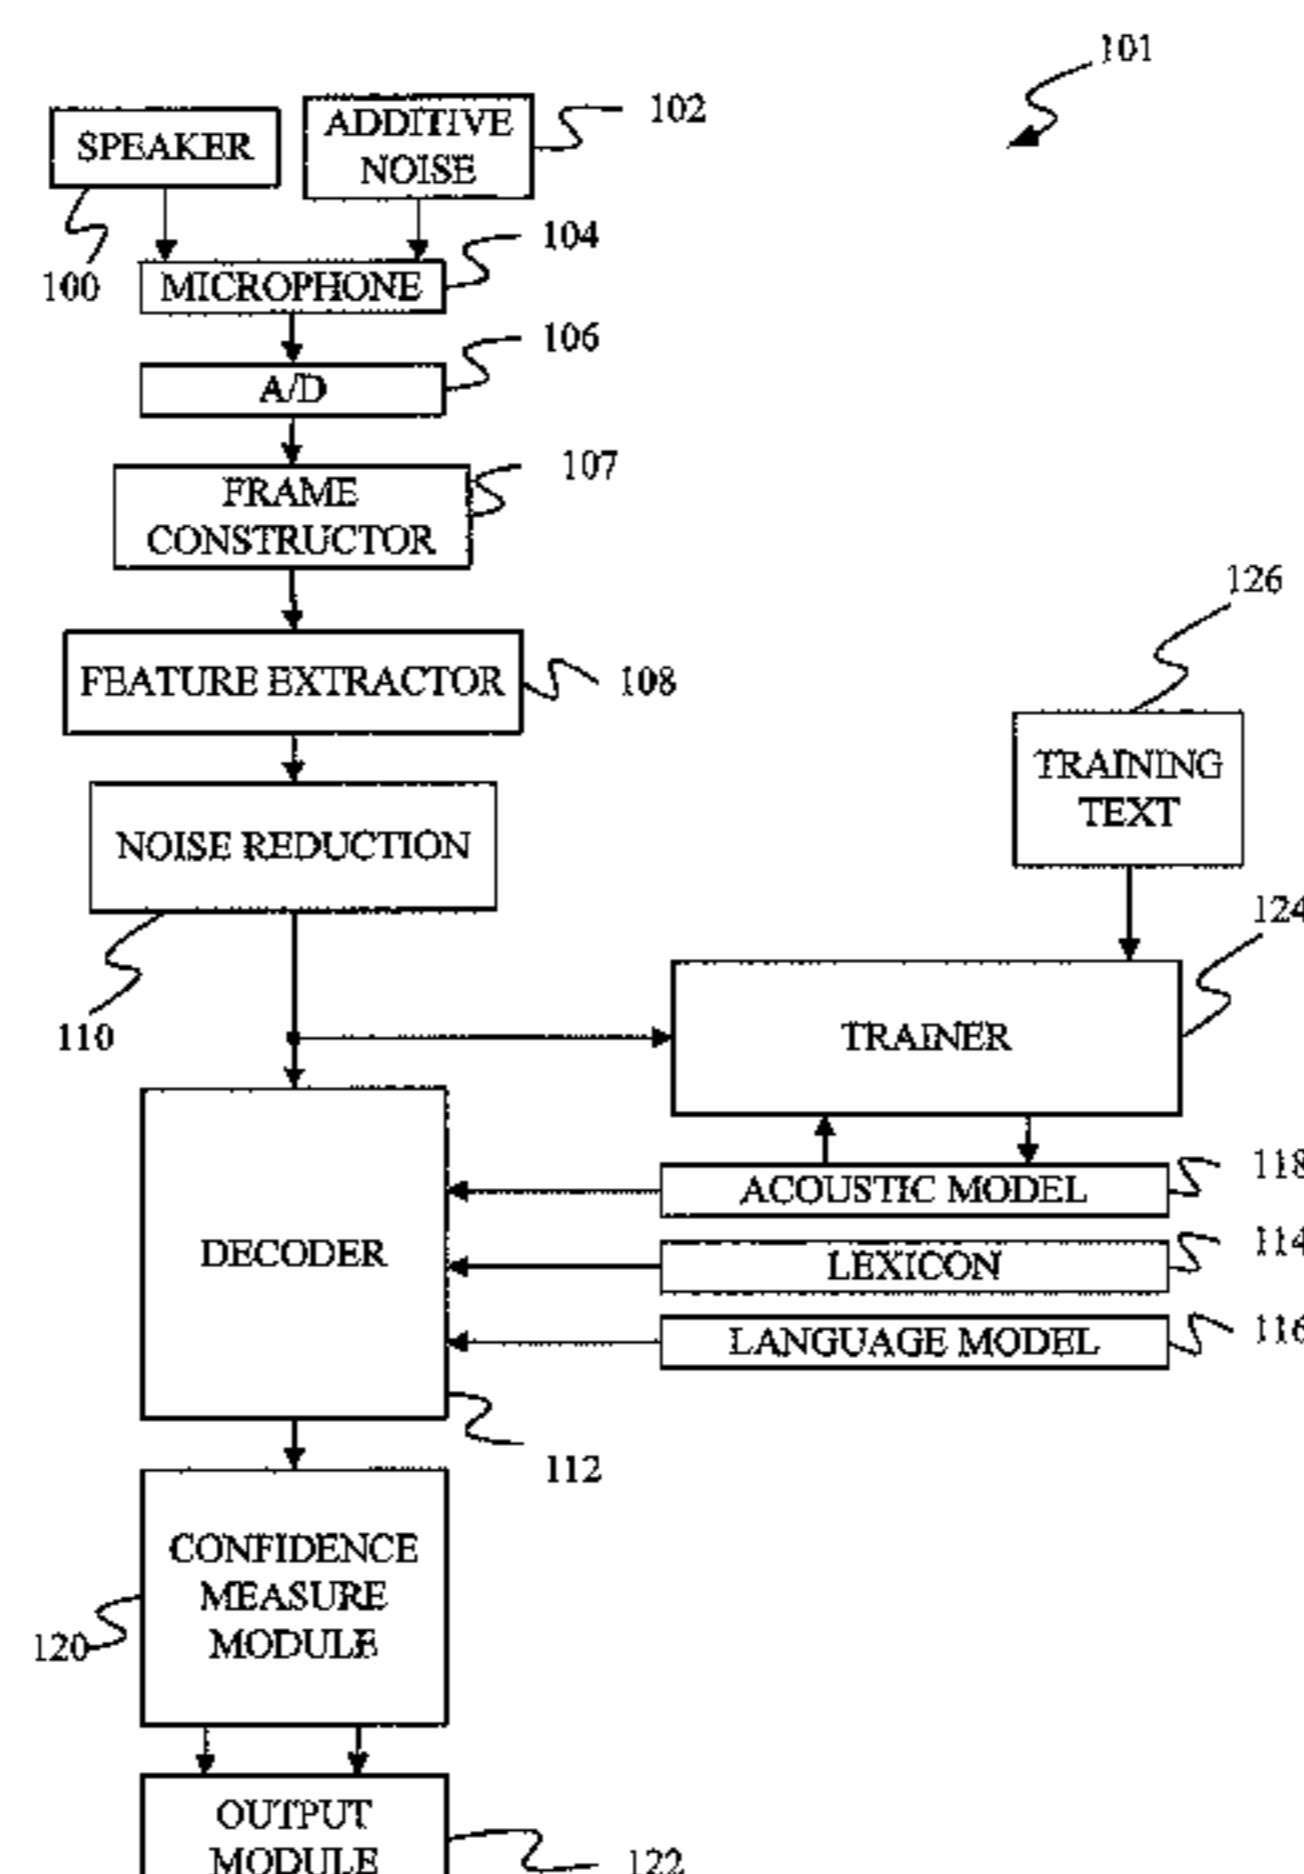 101
SPEAKER
ADDITIVE
NOISE
102
100
104
MICROPHONE
106
A/D
107
FRAME
CONSTRUCTOR
126
FEATURE EXTRACTOR
108
TRAINING
TEXT
NOISE REDUCTION
124
110
TRAINER
118
ACOUSTIC MODEL
DECODER
114
LEXICON
116
LANGUAGE MODEL
112
CONFIDENCE
MEASURE
MODULE
120
OUTPUT
MODULE
122